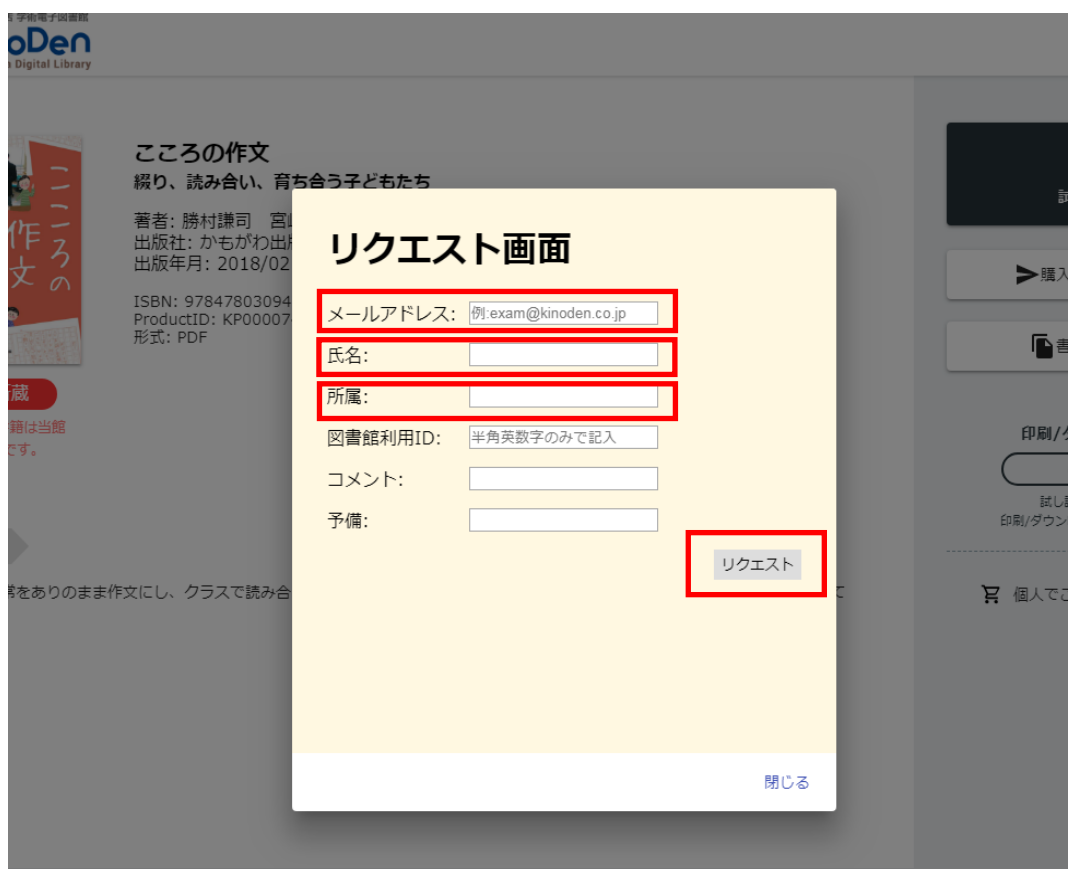 学術電子図書館
oDen
Digital Library
こころの作文
綴り、読み合い、育ち合う子どもたち
著者: 勝村謙司 宮
出版社: かもがわ出
出版年月: 2018/02
ISBN: 97847803094
ProductID: KP00007
形式: PDF
こころの
作
文
蔵
籍は当館
です。
リクエスト画面
メールアドレス: 例:exam@kinoden.co.jp
氏名:
所属:
図書館利用ID: 半角英数字のみで記入
コメント:
予備:
リクエスト
閉じる
常をありのまま作文にし、クラスで読み合
て
試
購入
書
印刷/
試し
印刷/ダウン
個人でご